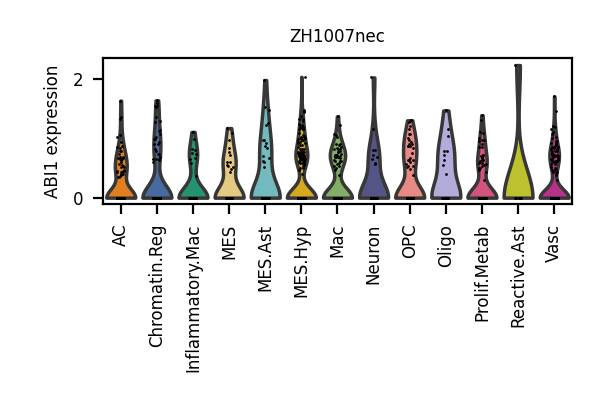 ZH1007nec
ABI1 expression
2
0
AC
Chromatin.Reg
Inflammatory.Mac
MES
MES.Ast
MES.Hyp
Mac
Neuron
OPC
Oligo
Prolif.Metab
Reactive.Ast
Vasc